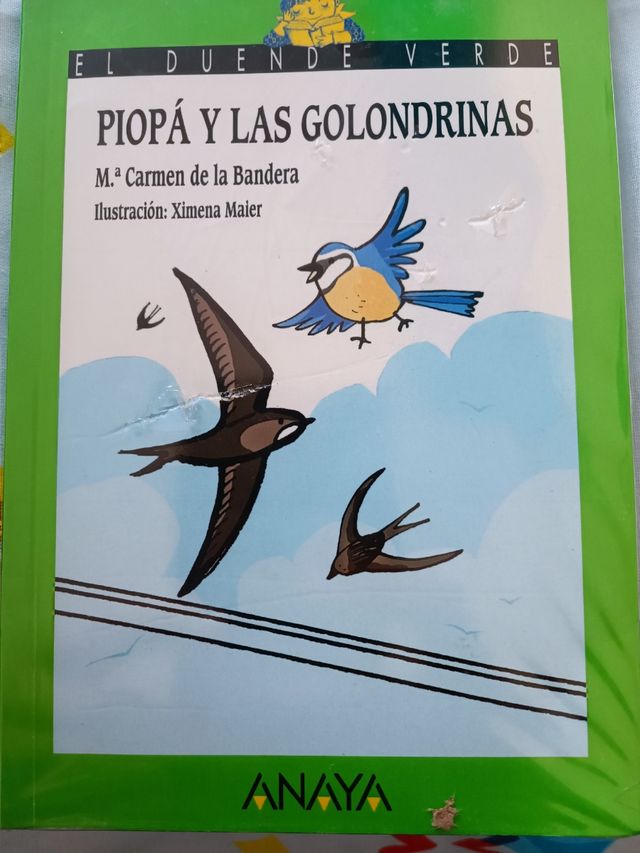 EL DUENDE VERDE
PIOPÁ Y LAS GOLONDRINAS
M.ª Carmen de la Bandera
Ilustración: Ximena Maier
ANAYA